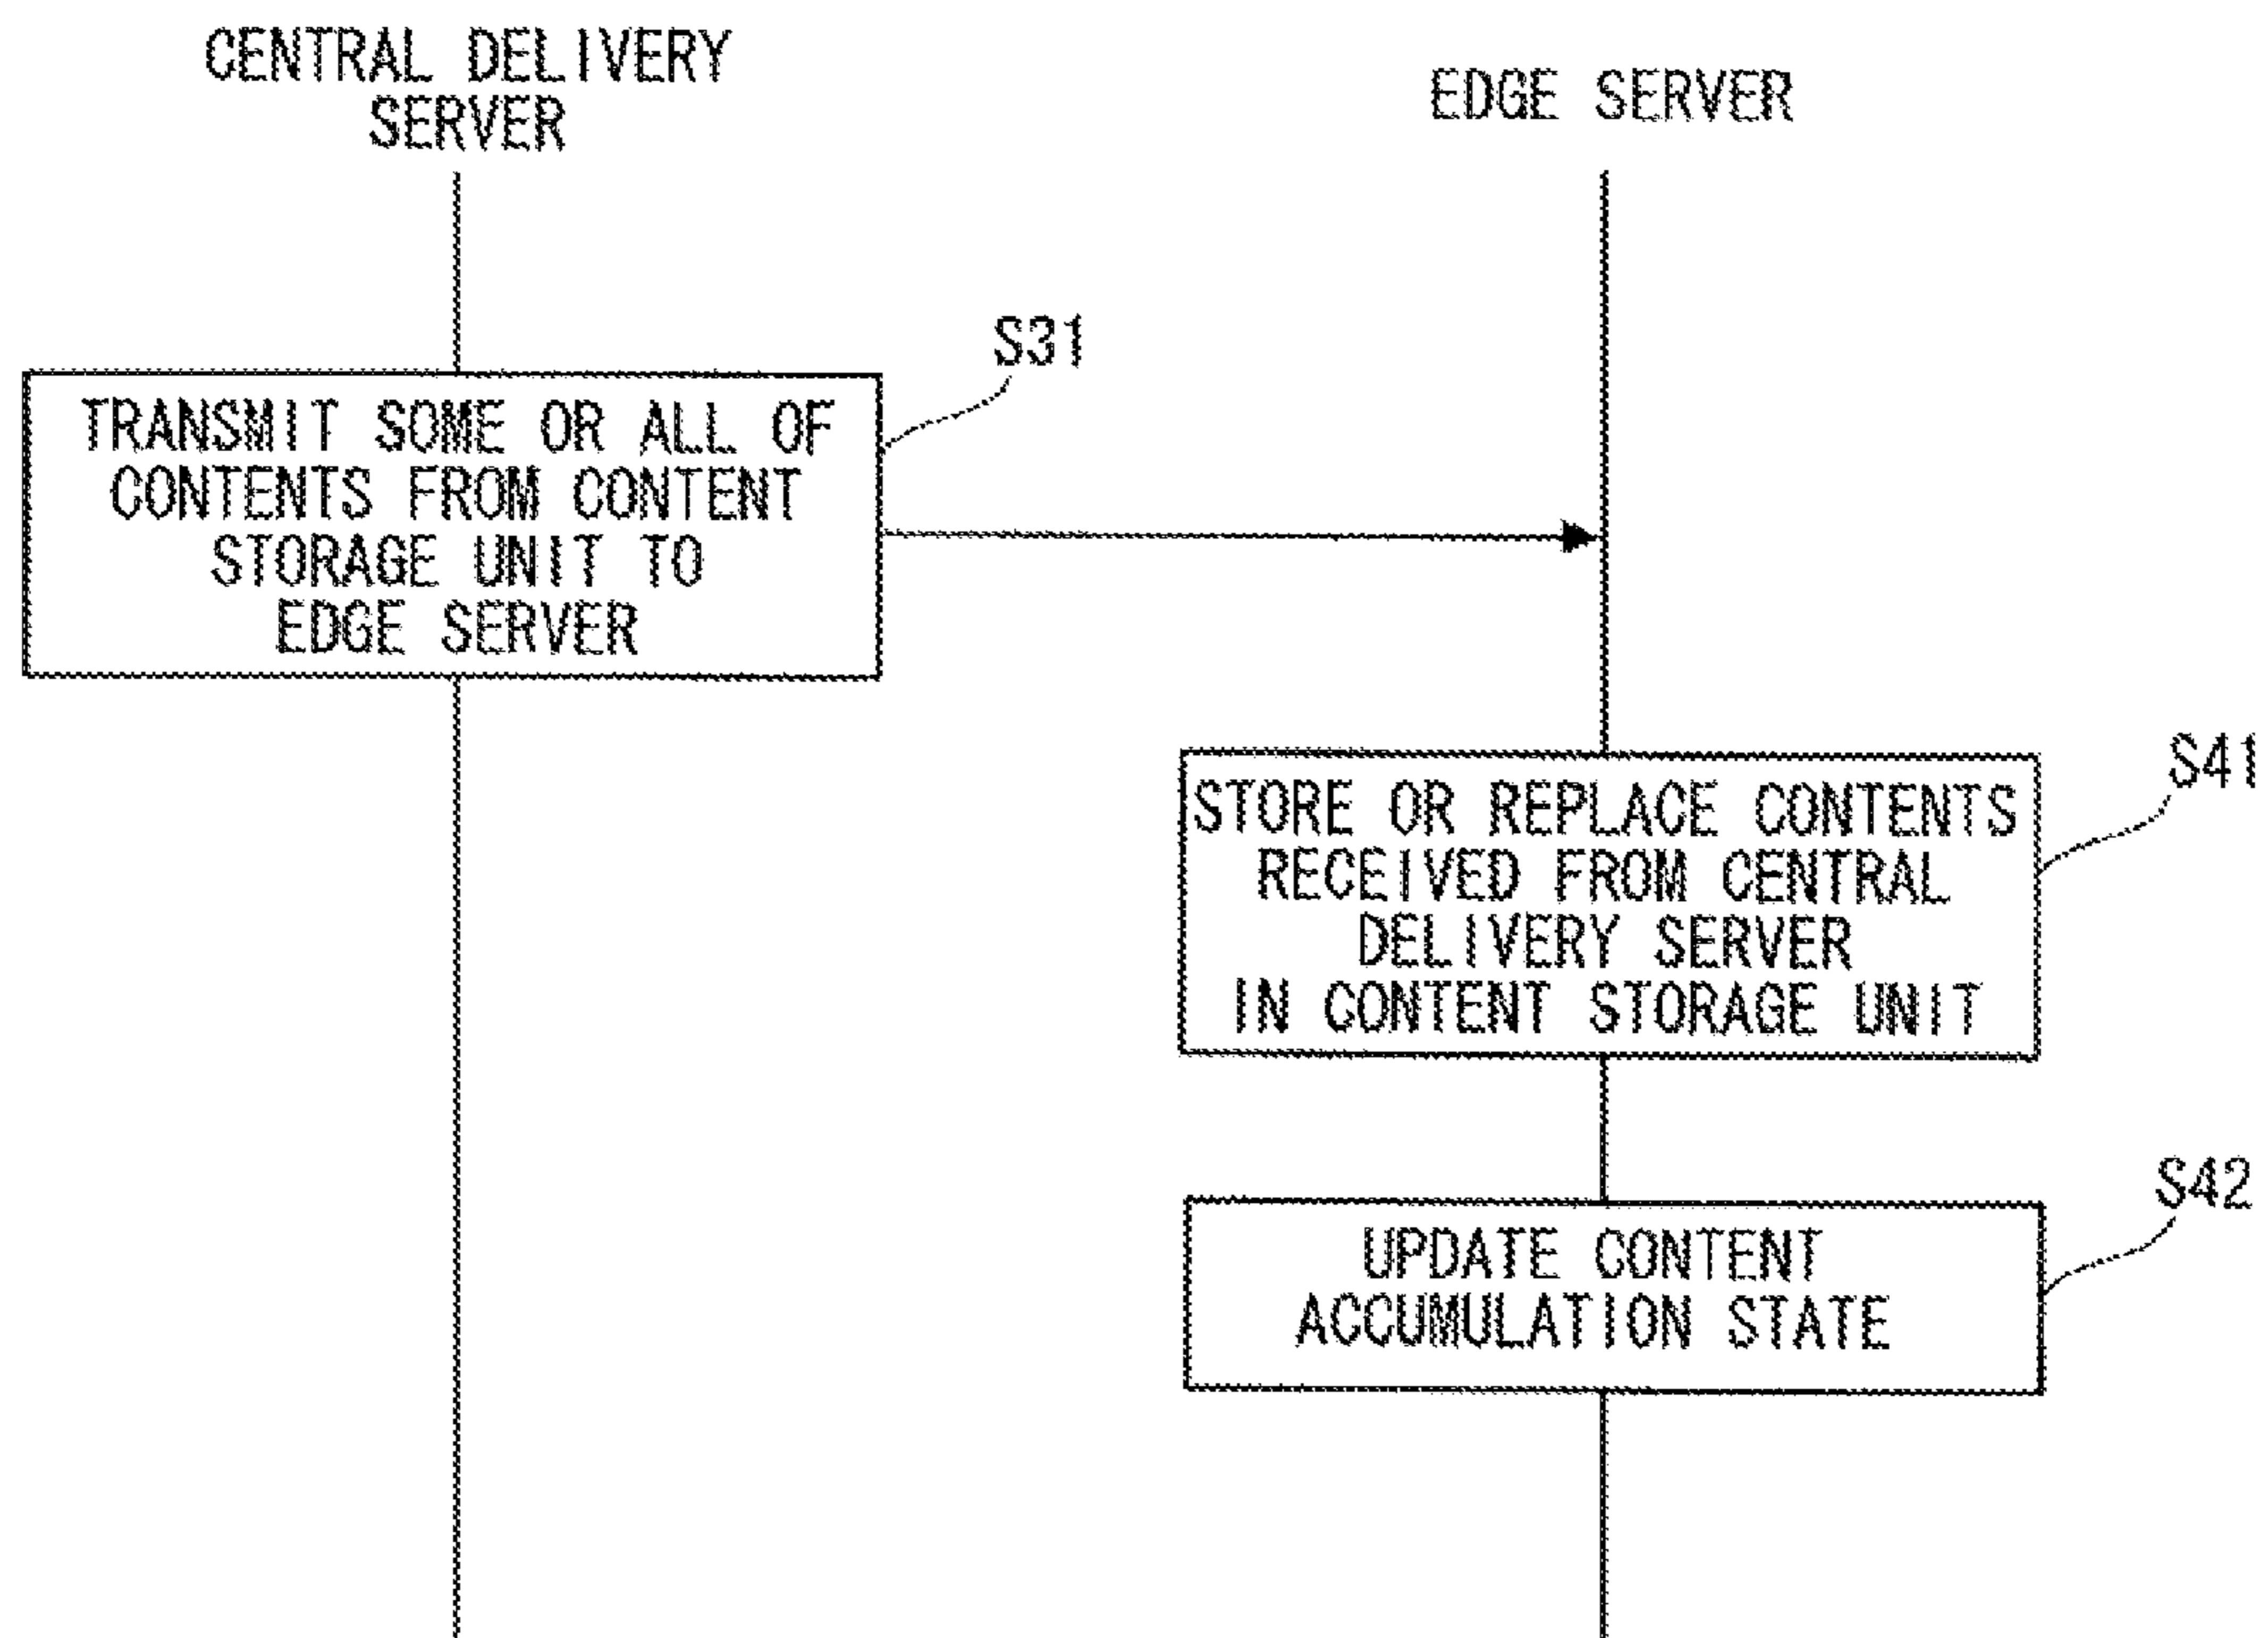 CENTRAL DELIVERY
SERVER
EDGE SERVER
S31
TRANSMIT SOME OR ALL OF
CONTENTS FROM CONTENT
STORAGE UNIT TO
EDGE SERVER
S41
STORE OR REPLACE CONTENTS
RECEIVED FROM CENTRAL
DELIVERY SERVER
IN CONTENT STORAGE UNIT
S42
UPDATE CONTENT
ACCUMULATION STATE